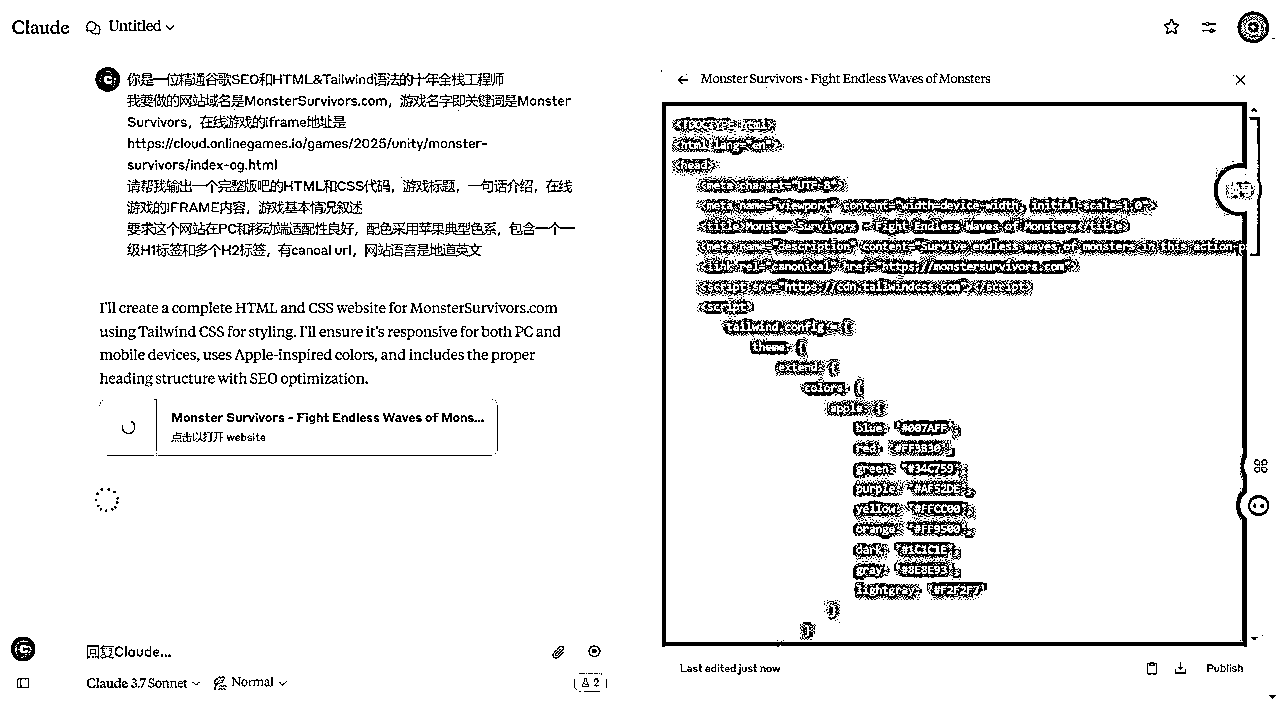 Claude
Untitled
你是一位精通谷歌SEO和HTML&Tailwind语法的十年全栈工程师
我要做的网站域名是MonsterSurvivors.com，游戏名字即关键词是Monster
Survivors，在线游戏的iframe地址是
https://cloud.onlinegames.io/games/2025/unity/monster-
survivors/index-og.html
请帮我输出一个完整版吧的HTML和CSS代码，游戏标题，一句话介绍，在线
游戏的IFRAME内容，游戏基本情况叙述
要求这个网站在PC和移动端适配性良好，配色采用苹果典型色系，包含一个一
级H1标签和多个H2标签，有canoal url，网站语言是地道英文
I'll create a complete HTML and CSS website for MonsterSurvivors.com
using Tailwind CSS for styling. I'll ensure it's responsive for both PC and
mobile devices, uses Apple-inspired colors, and includes the proper
heading structure with SEO optimization.
Monster Survivors - Fight Endless Waves of Mons...
点击以打开 website
回复Claude...
Claude 3.7 Sonnet
Normal
2
Monster Survivors - Fight Endless Waves of Monsters
<!DOCTYPE html>
<html lang="en">
<head>
<meta charset="UTF-8">
<meta name="viewport" content="width=device-width, initial-scale=1.0">
<title>Monster Survivors - Fight Endless Waves of Monsters</title>
<meta name="description" content="Survive endless waves of monsters in this action-p
<link rel="canonical" href="https://monstersurvivors.com">
<script src="https://cdn.tailwindcss.com"></script>
<script>
tailwind.config = {
theme: {
extend: {
colors: {
apple: {
blue: '#007AFF',
red: '#FF3B30',
green: '#34C759',
purple: '#AF52DE',
yellow: '#FFCC00',
orange: '#FF9500',
dark: '#1C1C1E',
gray: '#8E8E93',
lightgray: '#F2F2F7'
}
}
Last edited just now
Publish